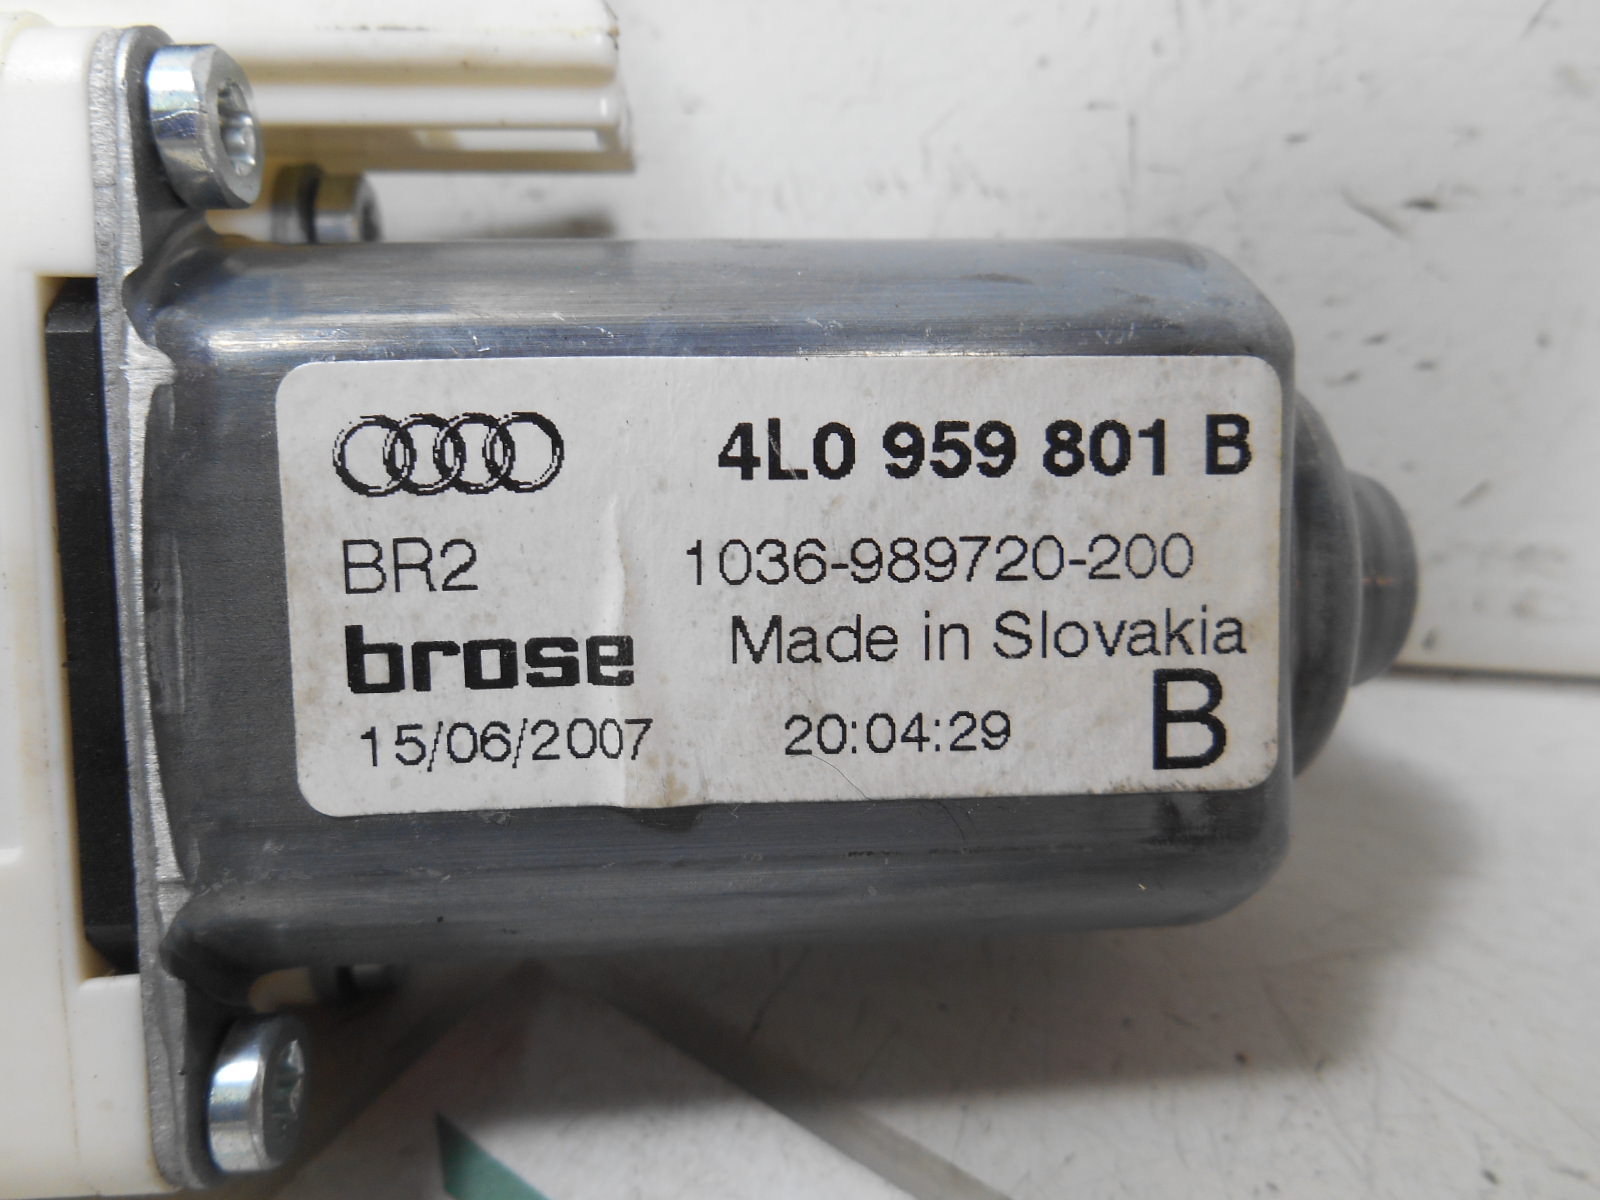 4L0 959 801 B
BR2 1036-989720-200
brose Made in Slovakia
15/06/2007 20:04:29 B